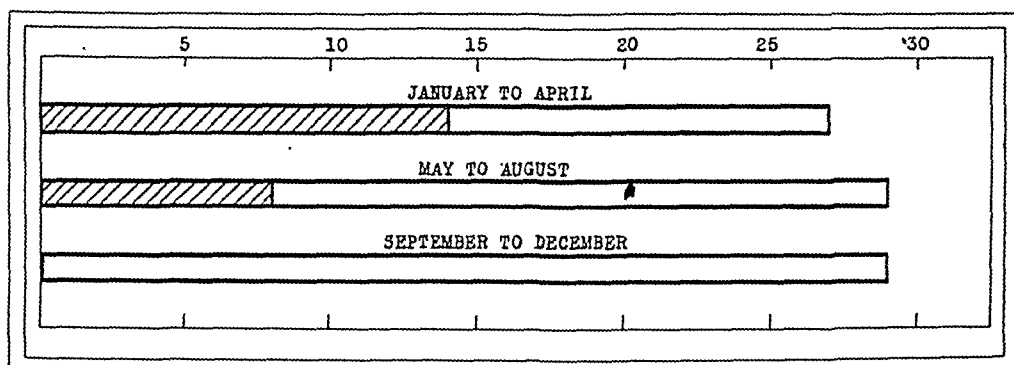 5 10 15 20 25 30
JANUARY TO APRIL
MAY TO AUGUST
SEPTEMBER TO DECEMBER